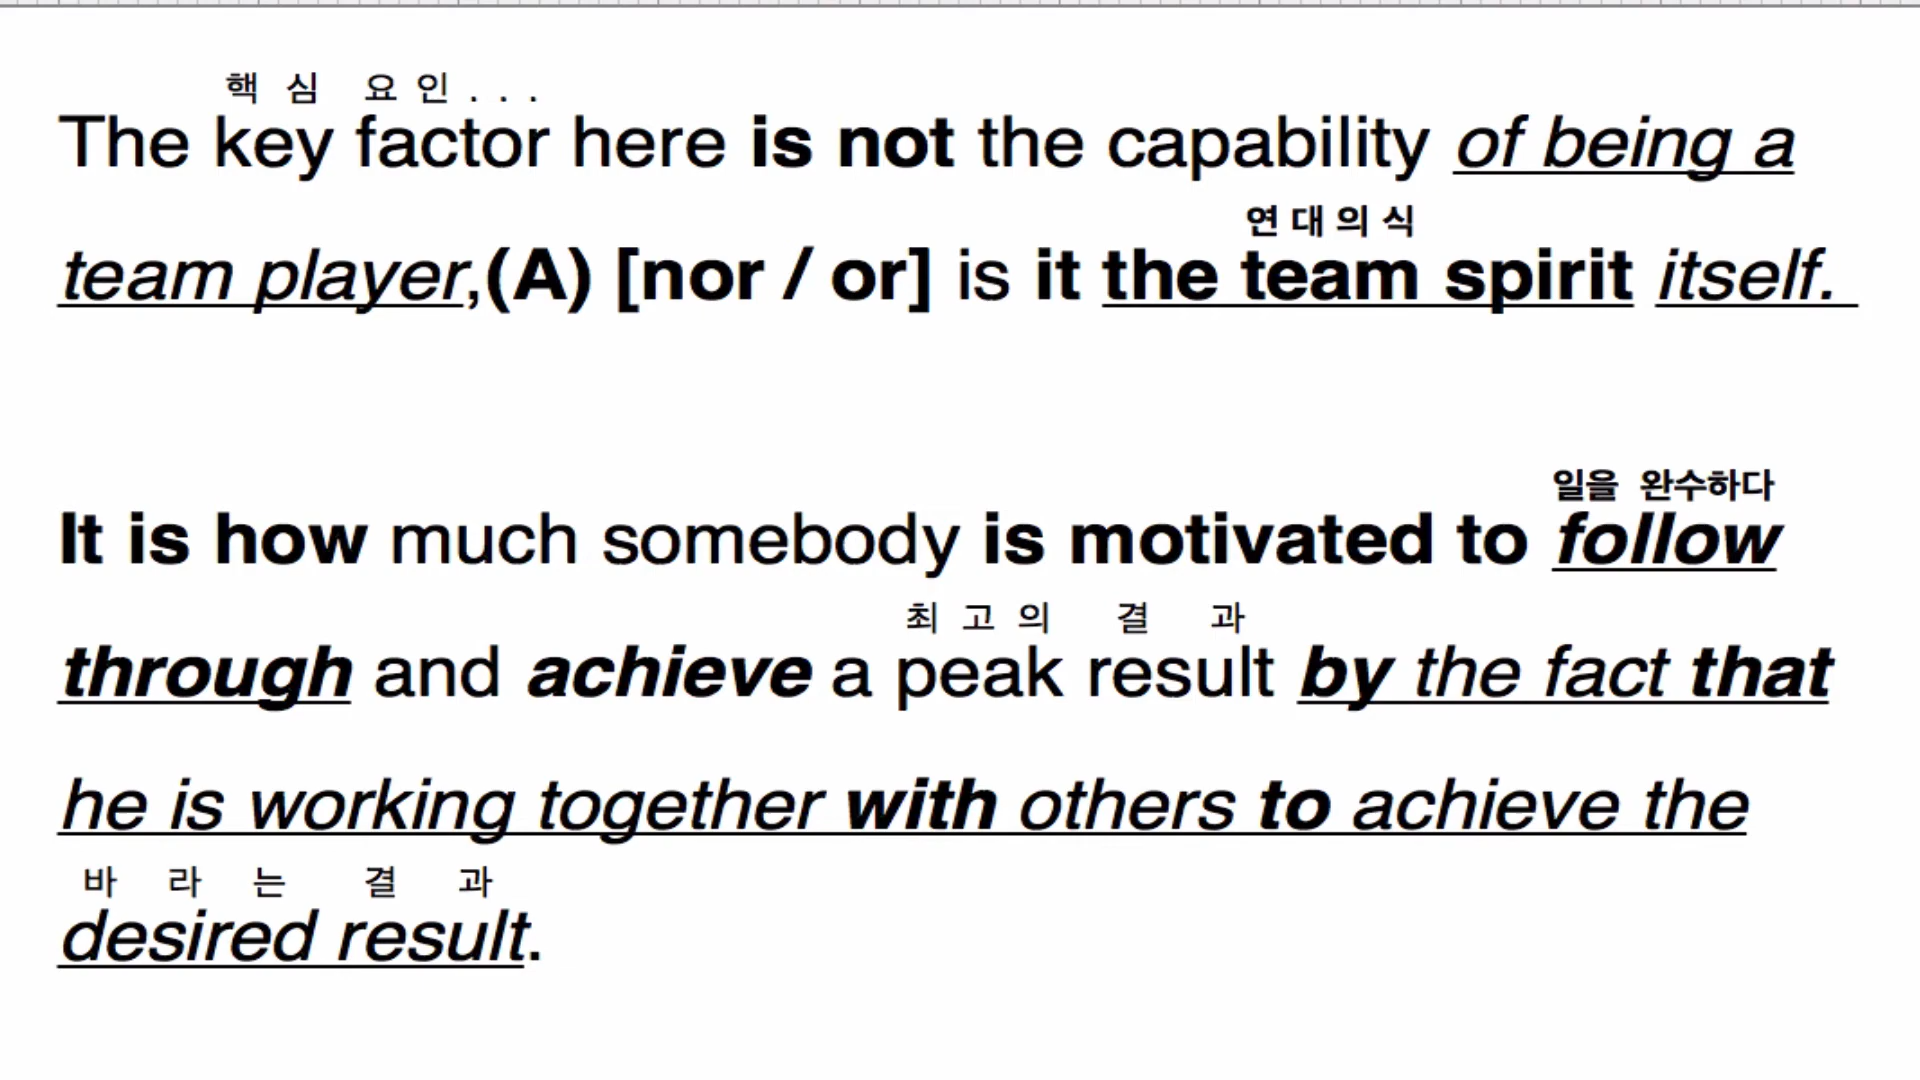 핵 심 요 인 . . .
The key factor here is not the capability of being a
연 대 의 식
team player,(A) [nor / or] is it the team spirit itself.
일을 완수하다
It is how much somebody is motivated to follow
최 고 의 결 과
through and achieve a peak result by the fact that
he is working together with others to achieve the
바 라 는 결 과
desired result.